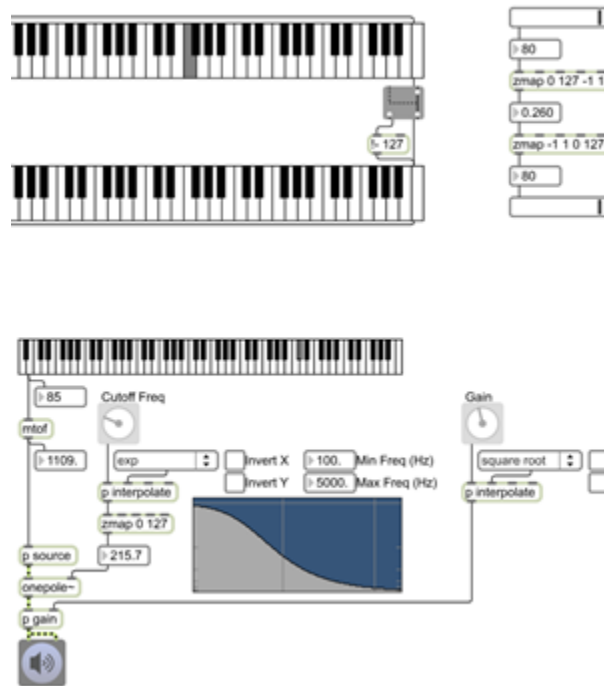 80
zmap 0 127 -1 1
0.260
!- 127
zmap -1 1 0 127
80
85
Cutoff Freq
Gain
mtof
1109.
exp
Invert X
100.
Min Freq (Hz)
square root
p interpolate
Invert Y
5000.
Max Freq (Hz)
p interpolate
zmap 0 127
p source
215.7
onepole~
p gain